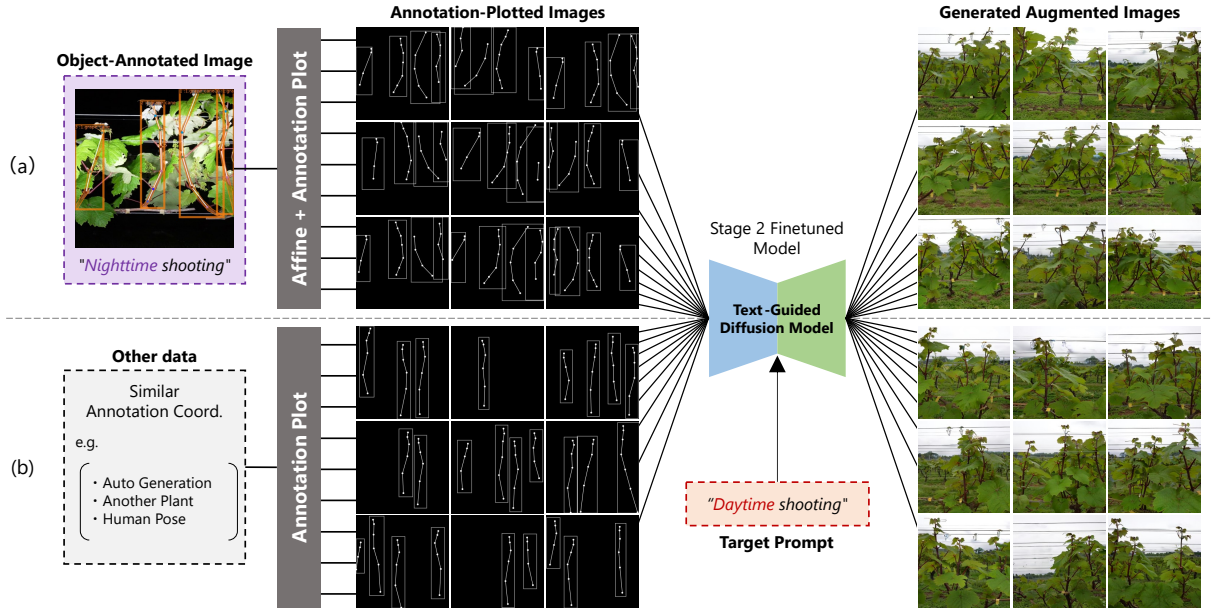 Annotation-Plotted Images
Generated Augmented Images
Object-Annotated Image
(a)
"Nighttime shooting"
Affine + Annotation Plot
Stage 2 Finetuned
Model
Text-Guided
Diffusion Model
Other data
Similar
Annotation Coord.
e.g.
・Auto Generation
・Another Plant
・Human Pose
(b)
Annotation Plot
"Daytime shooting"
Target Prompt